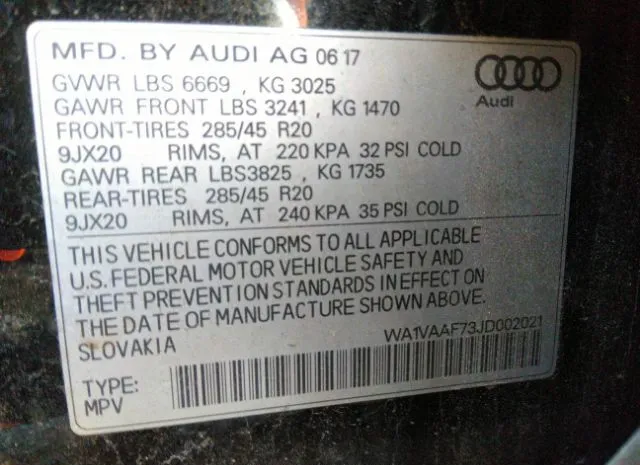 MFD. BY AUDI AG 06 17
GVWR LBS 6669 , KG 3025
GAWR FRONT LBS 3241 , KG 1470
FRONT-TIRES 285/45 R20
9JX20 RIMS, AT 220 KPA 32 PSI COLD
GAWR REAR LBS3825 , KG 1735
REAR-TIRES 285/45 R20
9JX20 RIMS, AT 240 KPA 35 PSI COLD
Audi
THIS VEHICLE CONFORMS TO ALL APPLICABLE
U.S. FEDERAL MOTOR VEHICLE SAFETY AND
THEFT PREVENTION STANDARDS IN EFFECT ON
THE DATE OF MANUFACTURE SHOWN ABOVE.
SLOVAKIA
WA1VAAF73JD002021
TYPE:
MPV